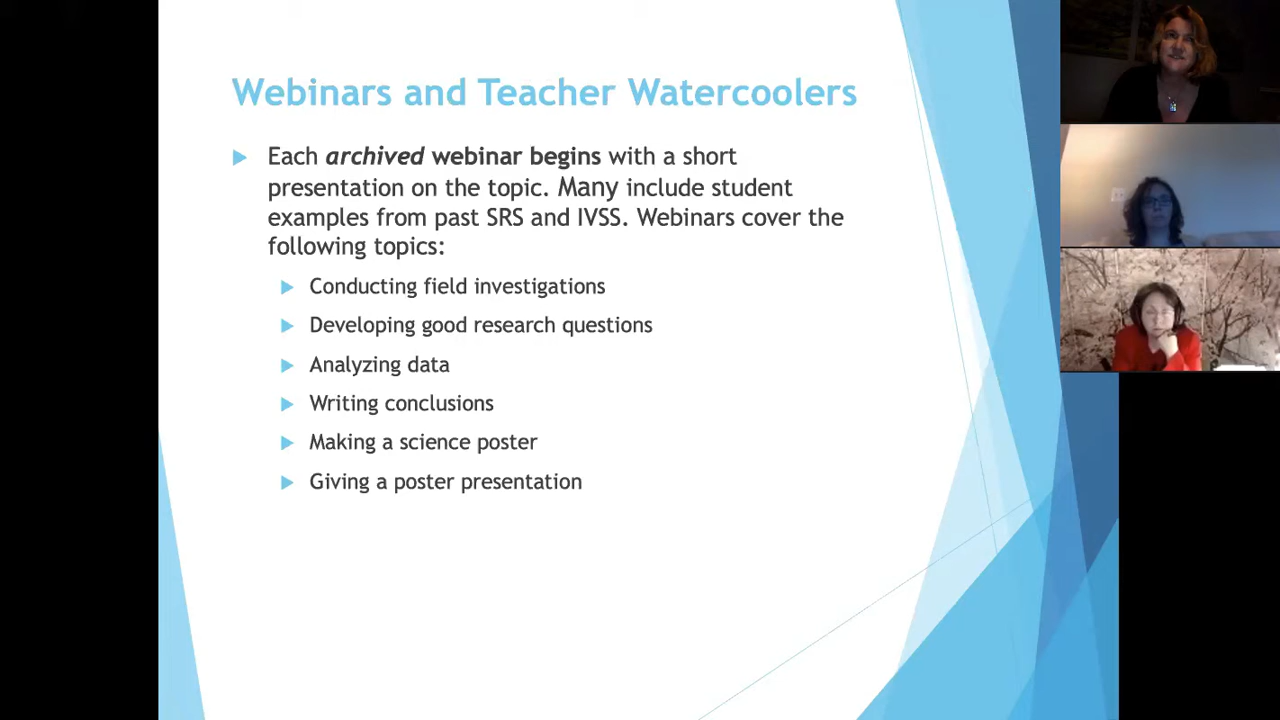 Webinars and Teacher Watercoolers
Each archived webinar begins with a short
presentation on the topic. Many include student
examples from past SRS and IVSS. Webinars cover the
following topics:
Conducting field investigations
Developing good research questions
Analyzing data
Writing conclusions
Making a science poster
Giving a poster presentation